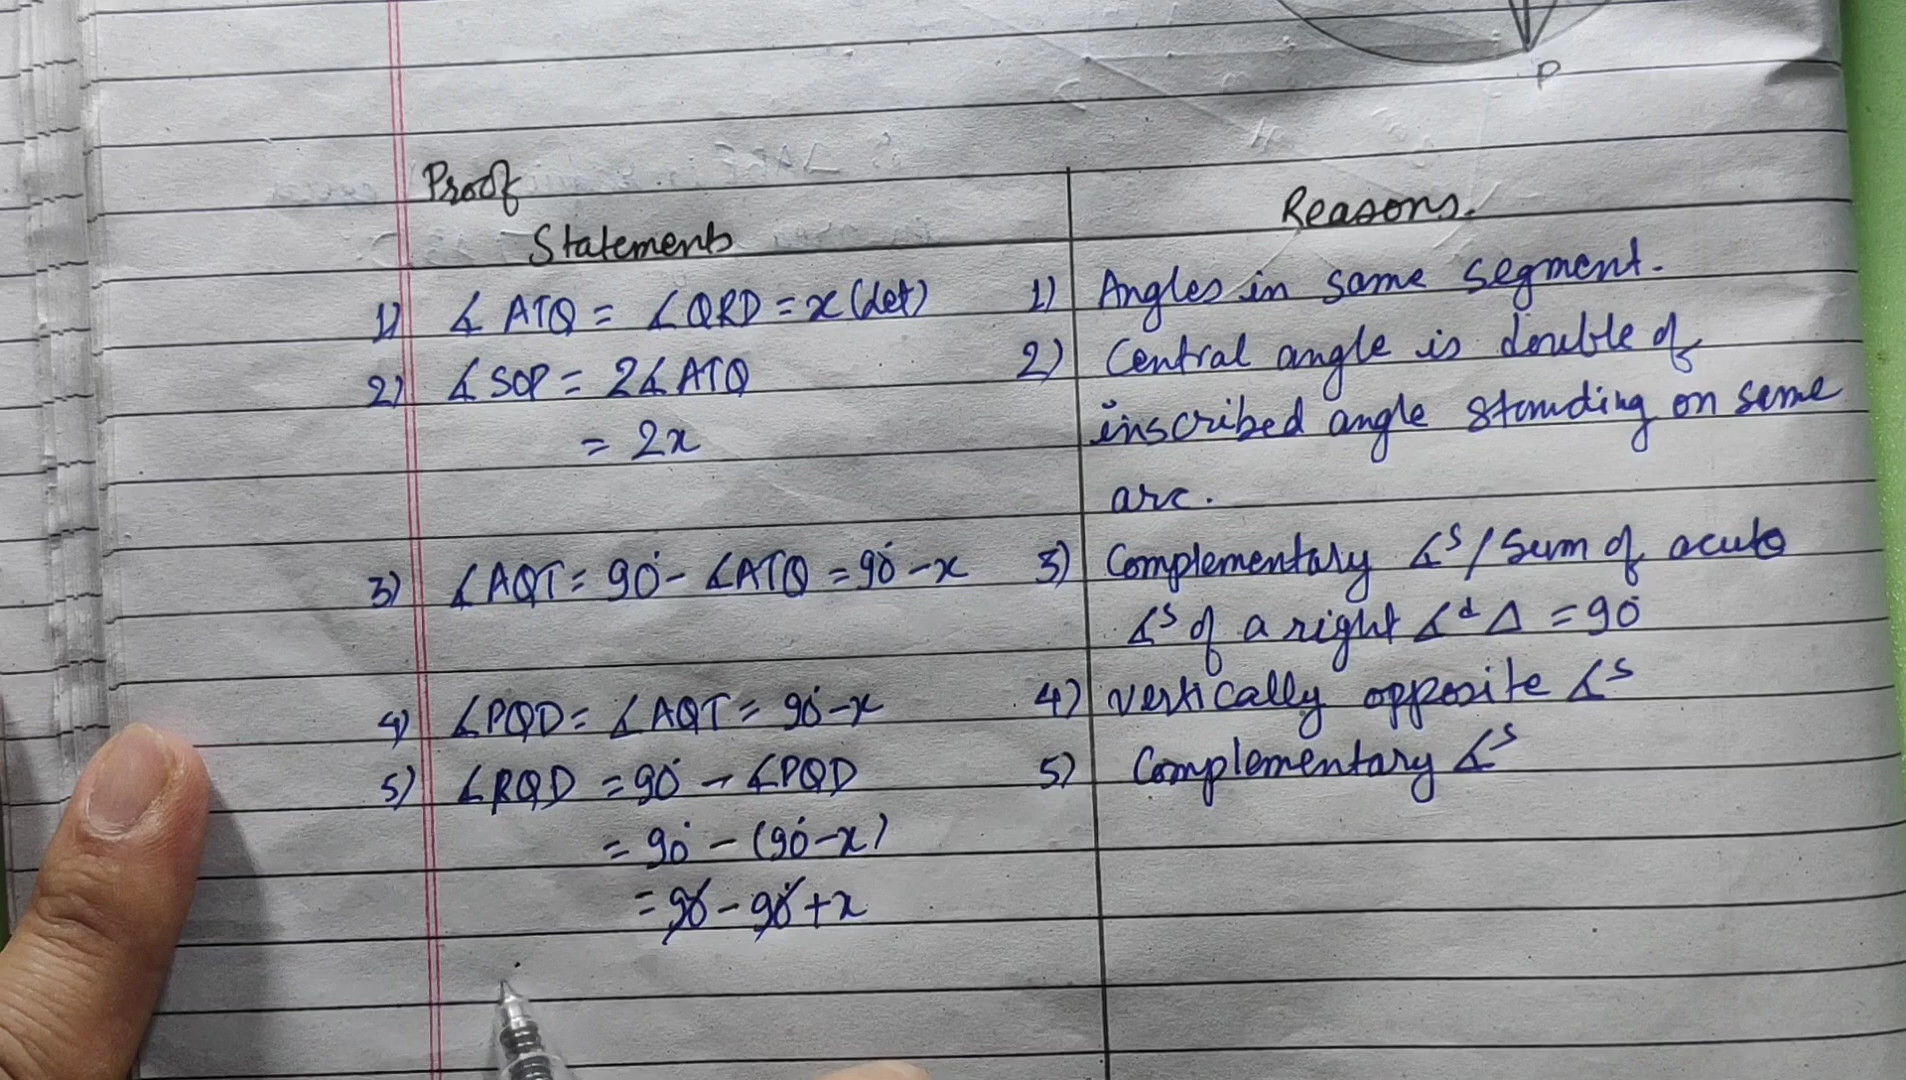 P
Proof
Statements
Reasons.
1) ∡ATQ = ∡QRD = x (let)
1) Angles in same segment.
2) ∡SOP = 2∡ATQ
2) Central angle is double of
= 2x
inscribed angle standing on same
arc.
3) ∡AQT = 90° - ∡ATQ = 90° - x
3) Complementary ∡s / Sum of acute
∡s of a right ∡d Δ = 90°
4) ∡PQD = ∡AQT = 90° - x
4) vertically opposite ∡s
5) ∡RQD = 90° - ∡PQD
5) Complementary ∡s
= 90° - (90° - x)
= 90° - 90° + x